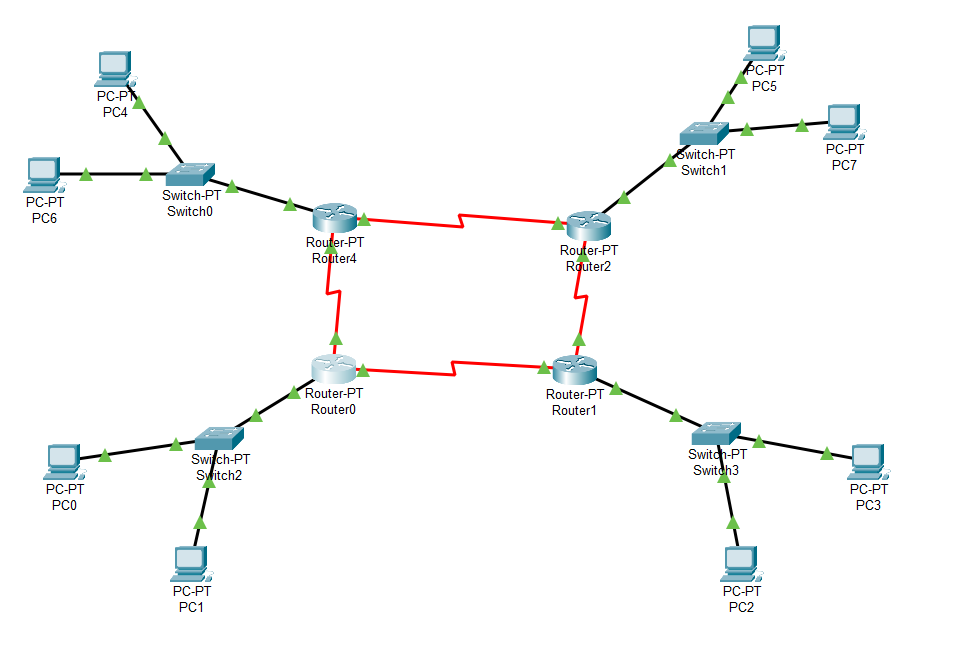 PC-PT
PC5
PC-PT
PC4
Switch-PT
Switch1
PC-PT
PC7
PC-PT
PC6
Switch-PT
Switch0
Router-PT
Router4
Router-PT
Router2
Router-PT
Router0
Router-PT
Router1
Switch-PT
Switch2
Switch-PT
Switch3
PC-PT
PC0
PC-PT
PC3
PC-PT
PC1
PC-PT
PC2